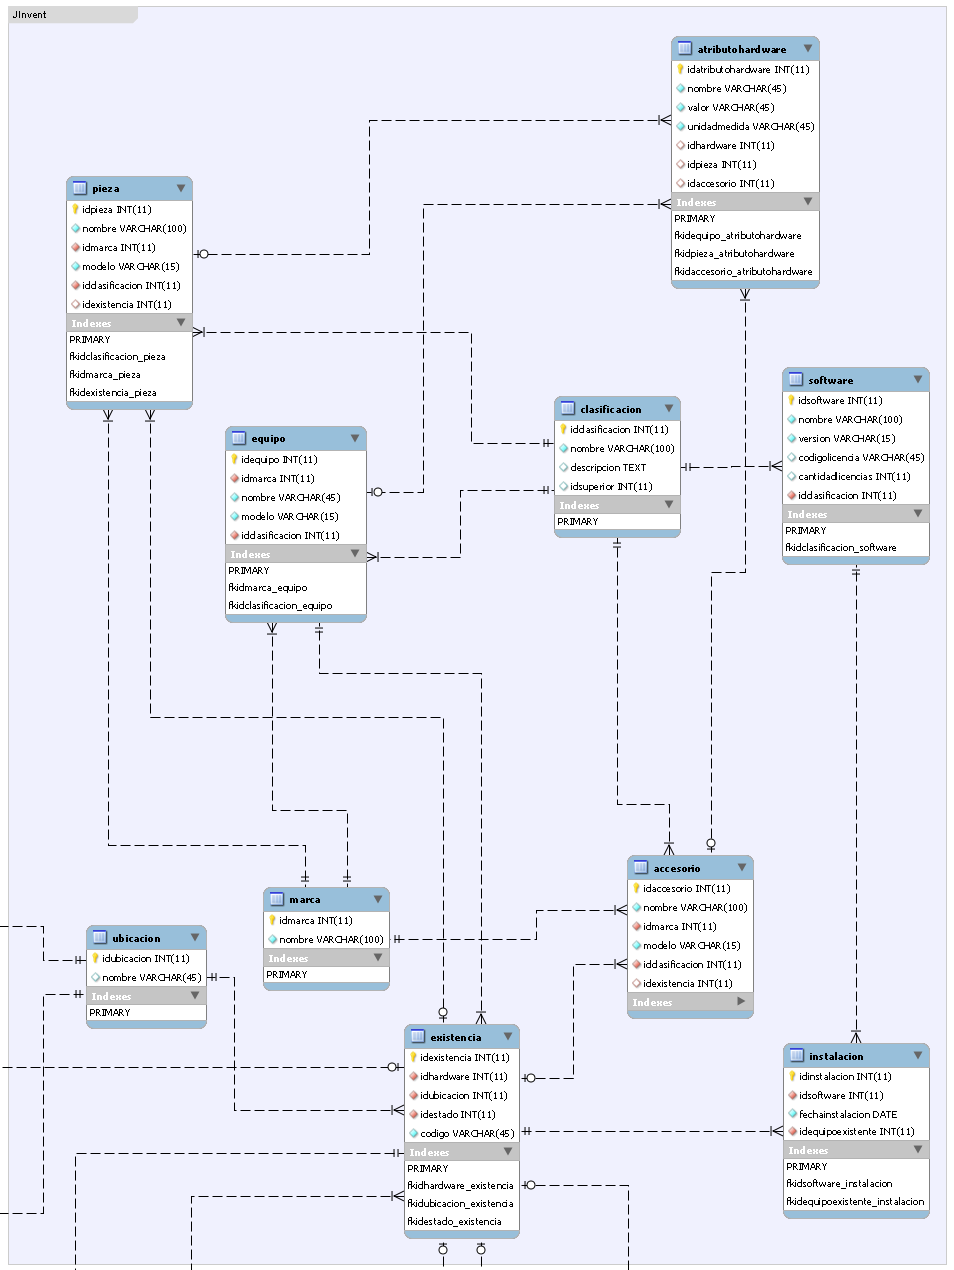 JInvent
atributohardware
idatributohardware INT(11)
nombre VARCHAR(45)
valor VARCHAR(45)
unidadmedida VARCHAR(45)
idhardware INT(11)
idpieza INT(11)
idaccesorio INT(11)
Indexes
PRIMARY
fkidequipo_atributohardware
fkidpieza_atributohardware
fkidaccesorio_atributohardware
pieza
idpieza INT(11)
nombre VARCHAR(100)
idmarca INT(11)
modelo VARCHAR(15)
idclasificacion INT(11)
idexistencia INT(11)
Indexes
PRIMARY
fkidclasificacion_pieza
fkidmarca_pieza
fkidexistencia_pieza
equipo
idequipo INT(11)
idmarca INT(11)
nombre VARCHAR(45)
modelo VARCHAR(15)
idclasificacion INT(11)
Indexes
PRIMARY
fkidmarca_equipo
fkidclasificacion_equipo
clasificacion
idclasificacion INT(11)
nombre VARCHAR(100)
descripcion TEXT
idsuperior INT(11)
Indexes
PRIMARY
software
idsoftware INT(11)
nombre VARCHAR(100)
version VARCHAR(15)
codigolicencia VARCHAR(45)
cantidadlicencias INT(11)
idclasificacion INT(11)
Indexes
PRIMARY
fkidclasificacion_software
marca
idmarca INT(11)
nombre VARCHAR(100)
Indexes
PRIMARY
accesorio
idaccesorio INT(11)
nombre VARCHAR(100)
idmarca INT(11)
modelo VARCHAR(15)
idclasificacion INT(11)
idexistencia INT(11)
Indexes
ubicacion
idubicacion INT(11)
nombre VARCHAR(45)
Indexes
PRIMARY
existencia
idexistencia INT(11)
idhardware INT(11)
idubicacion INT(11)
idestado INT(11)
codigo VARCHAR(45)
Indexes
PRIMARY
fkidhardware_existencia
fkidubicacion_existencia
fkidestado_existencia
instalacion
idinstalacion INT(11)
idsoftware INT(11)
fechainstalacion DATE
idequipoexistente INT(11)
Indexes
PRIMARY
fkidsoftware_instalacion
fkidequipoexistente_instalacion